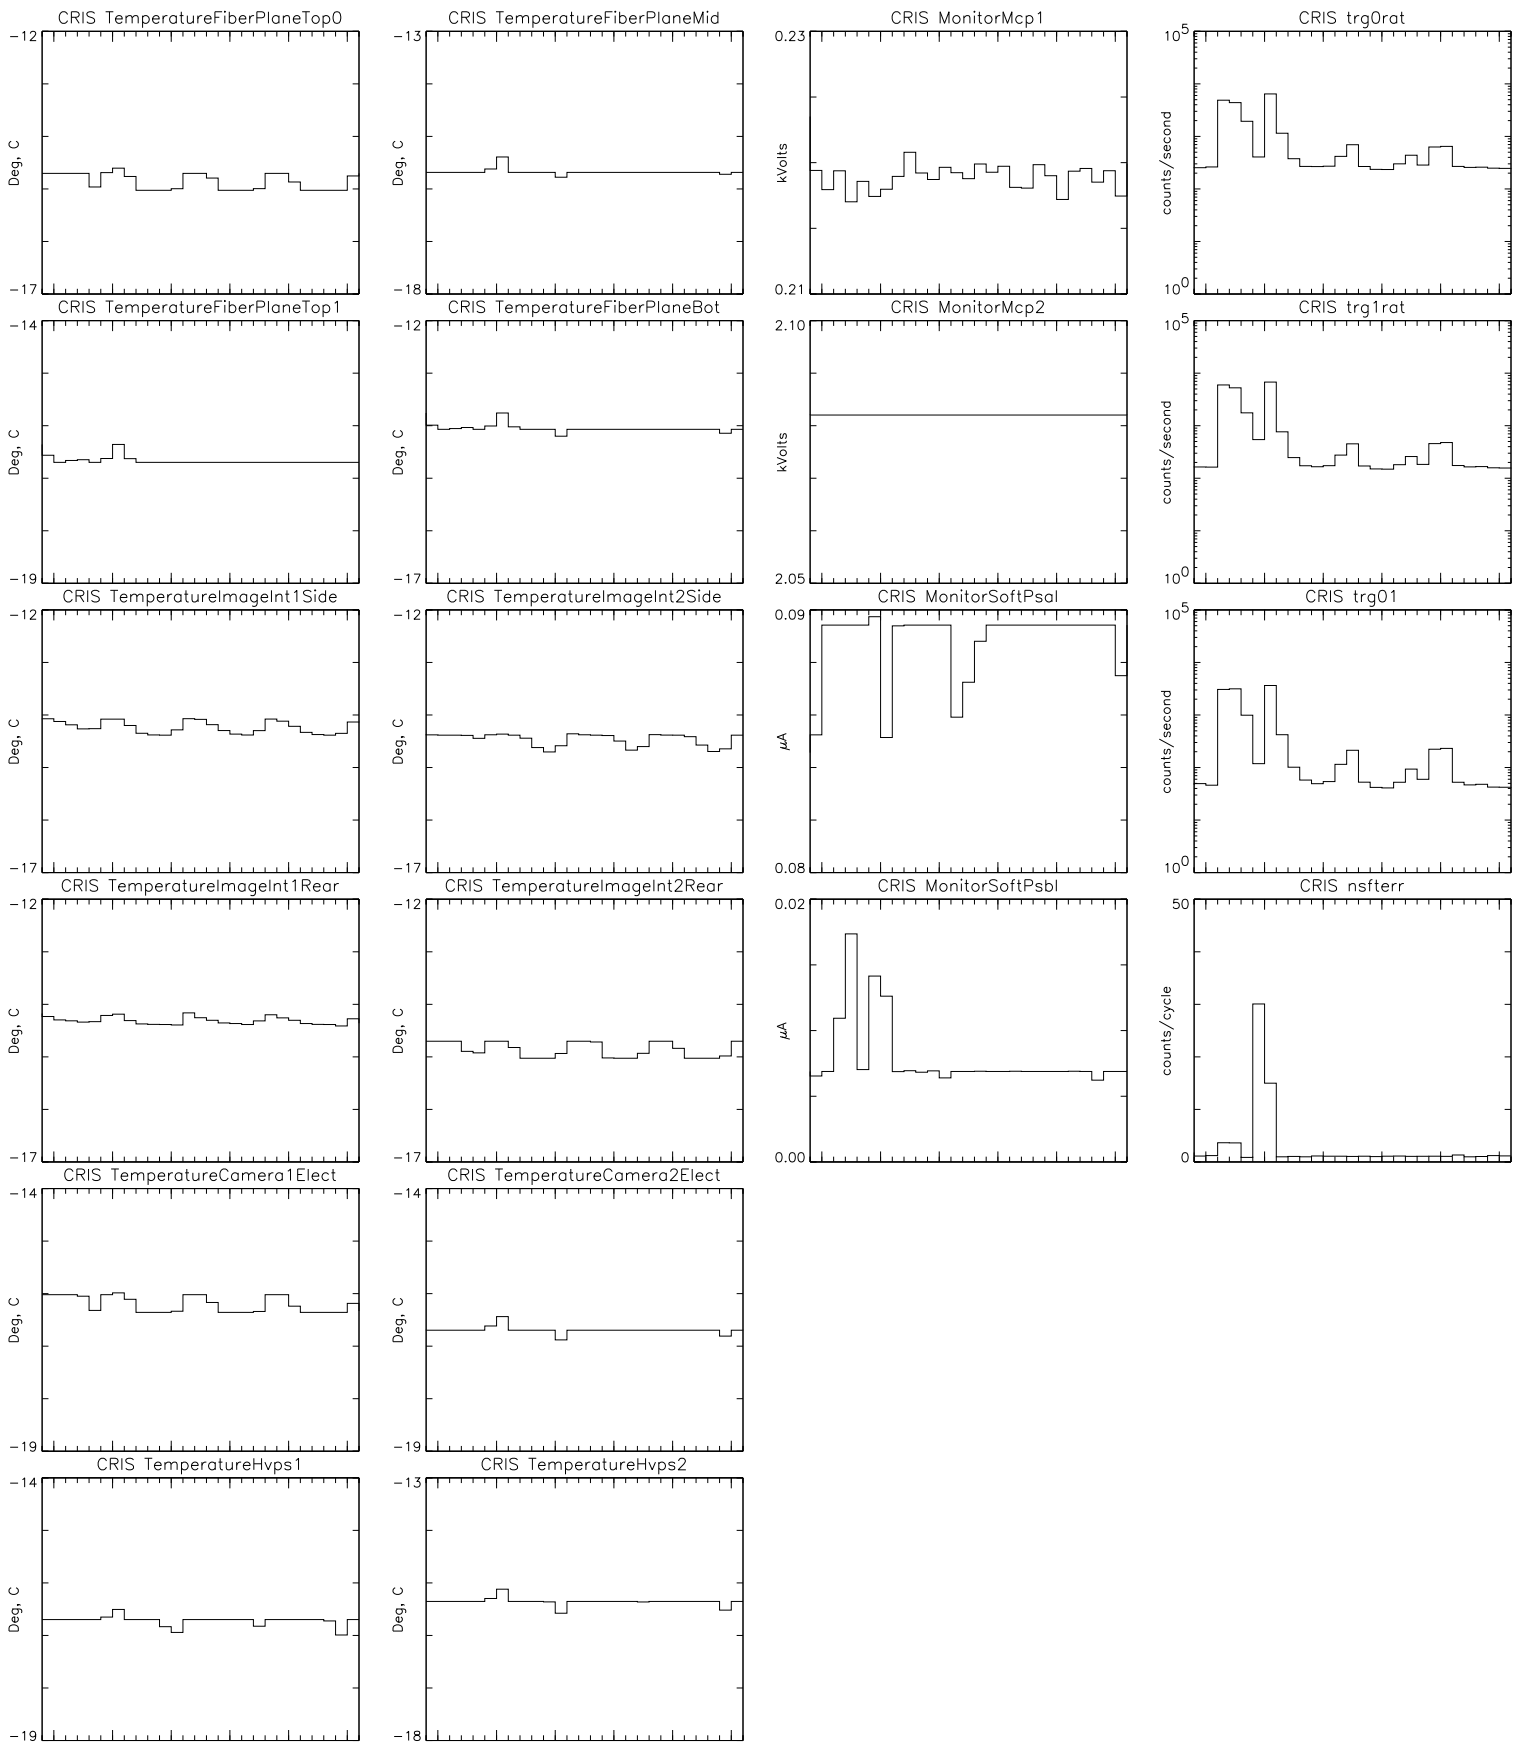 CRIS TemperatureFiberPlaneTop0
-12
Deg, C
-17
CRIS TemperatureFiberPlaneMid
-13
Deg, C
-18
CRIS MonitorMcp1
0.23
kVolts
0.21
CRIS trg0rat
10^5
counts/second
10^0
CRIS TemperatureFiberPlaneTop1
-14
Deg, C
-19
CRIS TemperatureFiberPlaneBot
-12
Deg, C
-17
CRIS MonitorMcp2
2.10
kVolts
2.05
CRIS trg1rat
10^5
counts/second
10^0
CRIS TemperatureImageInt1Side
-12
Deg, C
-17
CRIS TemperatureImageInt2Side
-12
Deg, C
-17
CRIS MonitorSoftPsaI
0.09
μA
0.08
CRIS trg01
10^5
counts/second
10^0
CRIS TemperatureImageInt1Rear
-12
Deg, C
-17
CRIS TemperatureImageInt2Rear
-12
Deg, C
-17
CRIS MonitorSoftPsbI
0.02
μA
0.00
CRIS nsfterr
50
counts/cycle
0
CRIS TemperatureCamera1Elect
-14
Deg, C
-19
CRIS TemperatureCamera2Elect
-14
Deg, C
-19
CRIS TemperatureHvps1
-14
Deg, C
-19
CRIS TemperatureHvps2
-13
Deg, C
-18